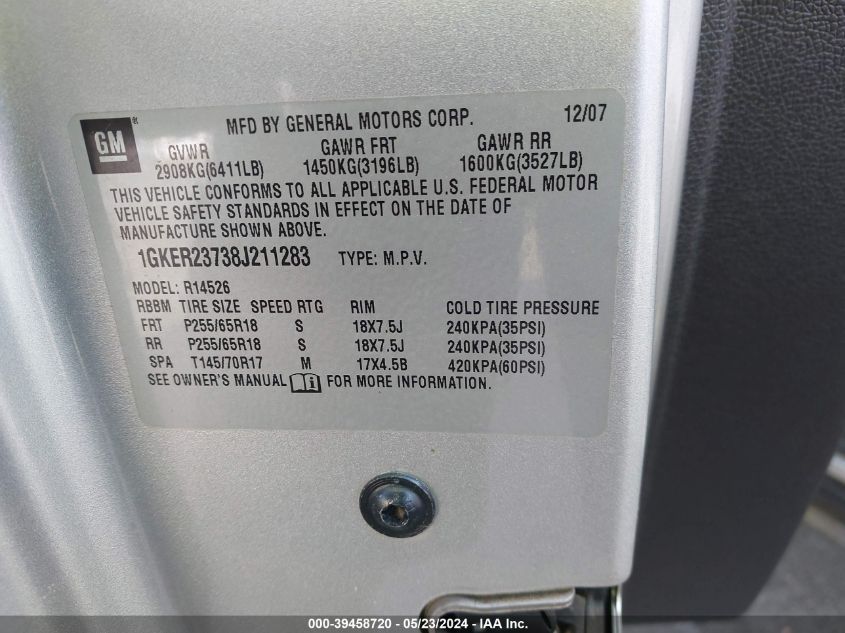 GM
MFD BY GENERAL MOTORS CORP. 12/07
GVWR GAWR FRT GAWR RR
2908KG(6411LB) 1450KG(3196LB) 1600KG(3527LB)
THIS VEHICLE CONFORMS TO ALL APPLICABLE U.S. FEDERAL MOTOR
VEHICLE SAFETY STANDARDS IN EFFECT ON THE DATE OF
MANUFACTURE SHOWN ABOVE.
1GKER23738J211283 TYPE: M.P.V.
MODEL: R14526
RBBM TIRE SIZE SPEED RTG RIM COLD TIRE PRESSURE
FRT P255/65R18 S 18X7.5J 240KPA(35PSI)
RR P255/65R18 S 18X7.5J 240KPA(35PSI)
SPA T145/70R17 M 17X4.5B 420KPA(60PSI)
SEE OWNER'S MANUAL i FOR MORE INFORMATION.
000-39458720 — 05/23/2024 — IAA Inc.